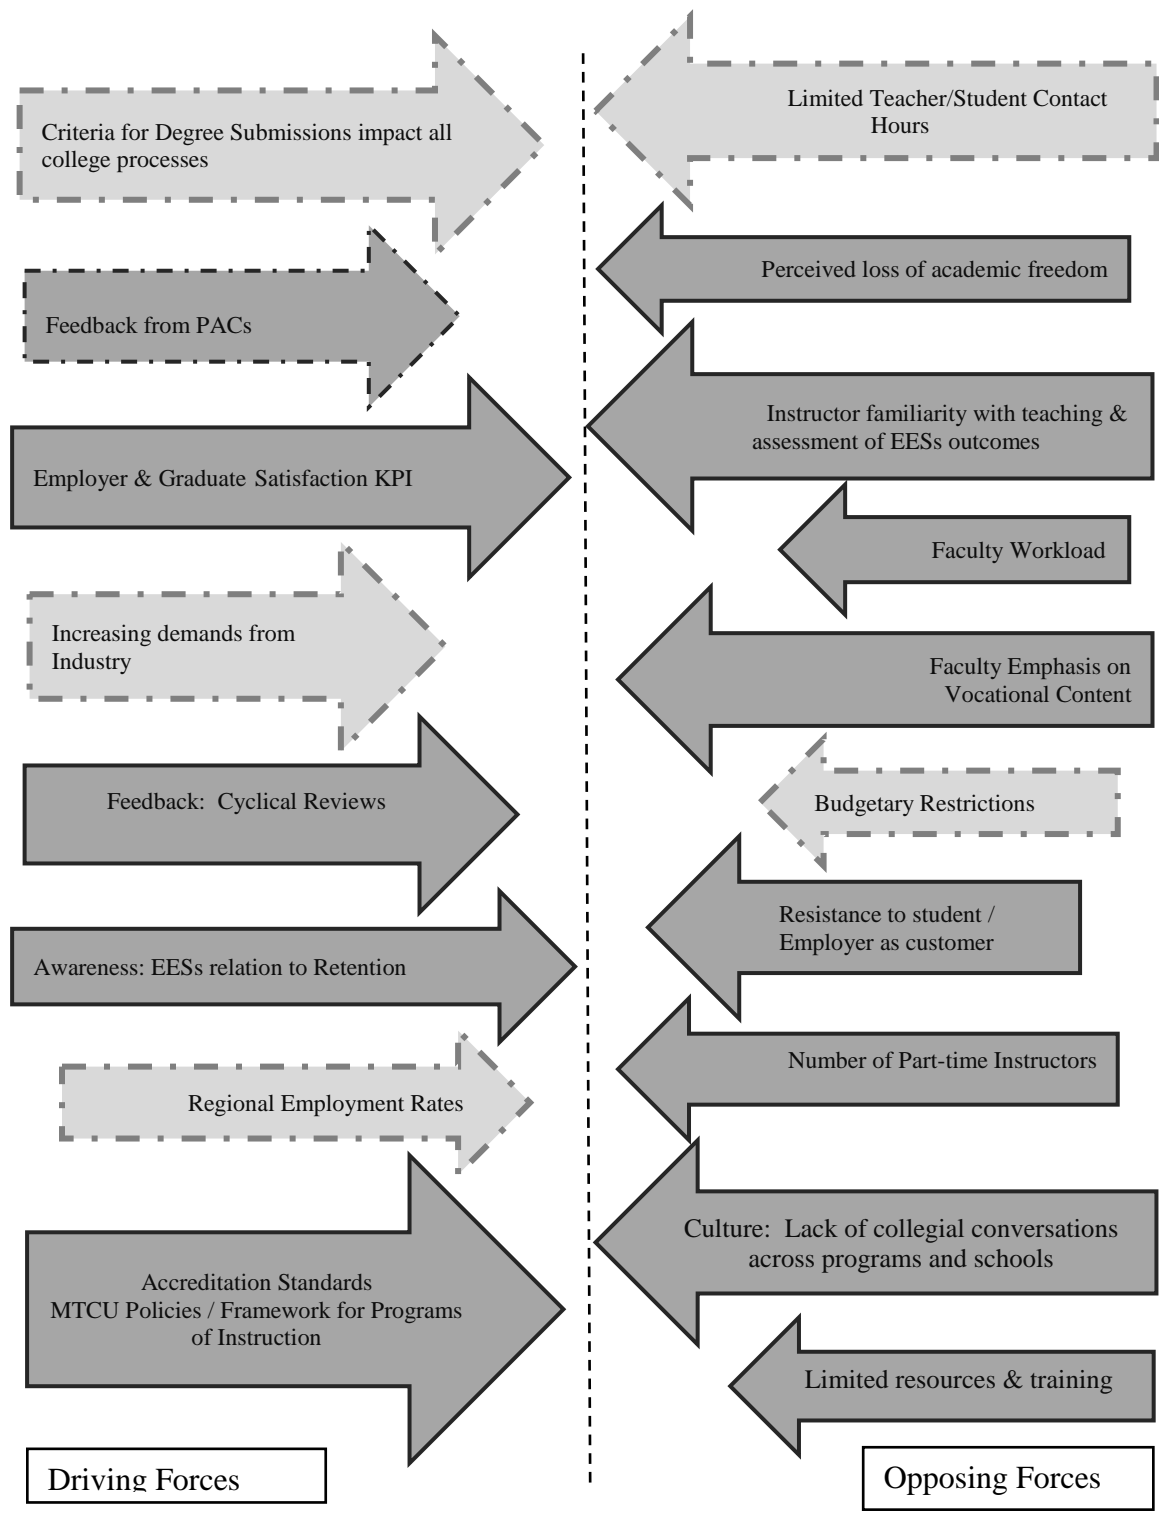 Criteria for Degree Submissions impact all
college processes
Feedback from PACs
Employer & Graduate Satisfaction KPI
Increasing demands from
Industry
Feedback:  Cyclical Reviews
Awareness: EESs relation to Retention
Regional Employment Rates
Accreditation Standards
MTCU Policies / Framework for Programs
of Instruction
Driving Forces
Limited Teacher/Student Contact
Hours
Perceived loss of academic freedom
Instructor familiarity with teaching &
assessment of EESs outcomes
Faculty Workload
Faculty Emphasis on
Vocational Content
Budgetary Restrictions
Resistance to student /
Employer as customer
Number of Part-time Instructors
Culture:  Lack of collegial conversations
across programs and schools
Limited resources & training
Opposing Forces